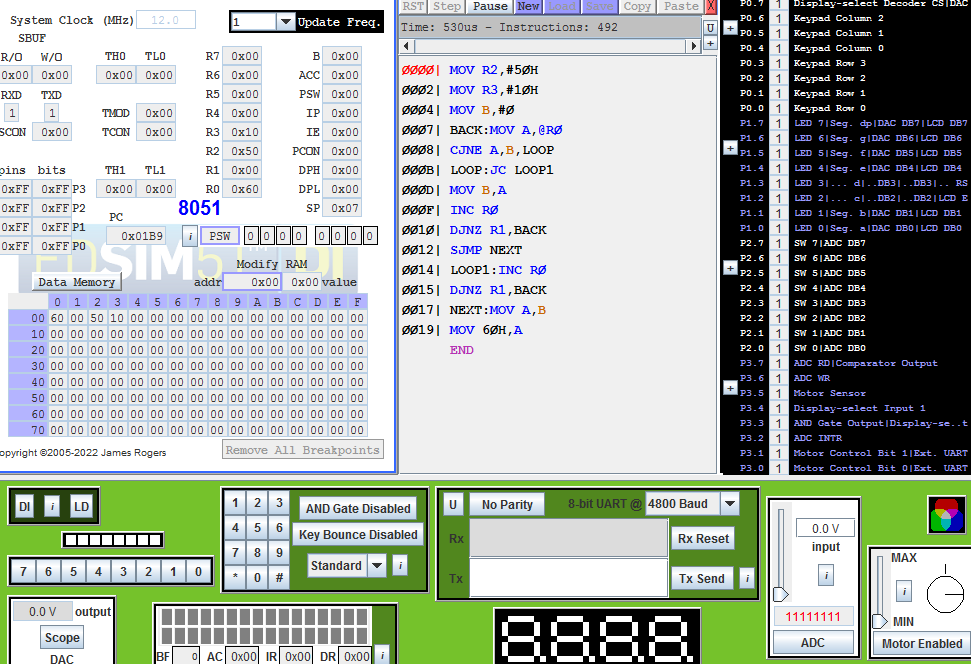 System Clock (MHz) 12.0 1 Update Freq.
SBUF
R/O W/O TH0 TL0 R7 0x00 B 0x00
0x00 0x00 0x00 0x00 R6 0x00 ACC 0x00
RXD TXD R5 0x00 PSW 0x00
1 1 TMOD 0x00 R4 0x00 IP 0x00
SCON 0x00 TCON 0x00 R3 0x10 IE 0x00
R2 0x50 PCON 0x00
pins bits TH1 TL1 R1 0x00 DPH 0x00
0xFF 0xFF P3 0x00 0x00 R0 0x60 DPL 0x00
0xFF 0xFF P2 8051 SP 0x07
0xFF 0xFF P1 PC
0xFF 0xFF P0 0x01B9 i PSW 0 0 0 0 0 0 0 0
Modify RAM
Data Memory addr 0x00 0x00 value
0 1 2 3 4 5 6 7 8 9 A B C D E F
00 60 00 50 10 00 00 00 00 00 00 00 00 00 00 00 00
10 00 00 00 00 00 00 00 00 00 00 00 00 00 00 00 00
20 00 00 00 00 00 00 00 00 00 00 00 00 00 00 00 00
30 00 00 00 00 00 00 00 00 00 00 00 00 00 00 00 00
40 00 00 00 00 00 00 00 00 00 00 00 00 00 00 00 00
50 00 00 00 00 00 00 00 00 00 00 00 00 00 00 00 00
60 00 00 00 00 00 00 00 00 00 00 00 00 00 00 00 00
70 00 00 00 00 00 00 00 00 00 00 00 00 00 00 00 00
opyright ©2005-2022 James Rogers Remove All Breakpoints
RST Step Pause New Load Save Copy Paste X
Time: 530us - Instructions: 492 U
+
0000| MOV R2,#50H
0002| MOV R3,#10H
0004| MOV B,#0
0007| BACK:MOV A,@R0
0008| CJNE A,B,LOOP
000B| LOOP:JC LOOP1
000D| MOV B,A
000F| INC R0
0010| DJNZ R1,BACK
0012| SJMP NEXT
0014| LOOP1:INC R0
0015| DJNZ R1,BACK
0017| NEXT:MOV A,B
0019| MOV 60H,A
END
P0.7 1 Display-select Decoder CS|DAC
P0.6 1 Keypad Column 2
P0.5 1 Keypad Column 1
P0.4 1 Keypad Column 0
P0.3 1 Keypad Row 3
P0.2 1 Keypad Row 2
P0.1 1 Keypad Row 1
P0.0 1 Keypad Row 0
P1.7 1 LED 7|Seg. dp|DAC DB7|LCD DB7
P1.6 1 LED 6|Seg. g|DAC DB6|LCD DB6
P1.5 1 LED 5|Seg. f|DAC DB5|LCD DB5
P1.4 1 LED 4|Seg. e|DAC DB4|LCD DB4
P1.3 1 LED 3|... d|..DB3|..DB3|.. RS
P1.2 1 LED 2|... c|..DB2|..DB2|LCD E
P1.1 1 LED 1|Seg. b|DAC DB1|LCD DB1
P1.0 1 LED 0|Seg. a|DAC DB0|LCD DB0
P2.7 1 SW 7|ADC DB7
P2.6 1 SW 6|ADC DB6
P2.5 1 SW 5|ADC DB5
P2.4 1 SW 4|ADC DB4
P2.3 1 SW 3|ADC DB3
P2.2 1 SW 2|ADC DB2
P2.1 1 SW 1|ADC DB1
P2.0 1 SW 0|ADC DB0
P3.7 1 ADC RD|Comparator Output
P3.6 1 ADC WR
P3.5 1 Motor Sensor
P3.4 1 Display-select Input 1
P3.3 1 AND Gate Output|Display-se..t
P3.2 1 ADC INTR
P3.1 1 Motor Control Bit 1|Ext. UART
P3.0 1 Motor Control Bit 0|Ext. UART
DI i LD
7 6 5 4 3 2 1 0
0.0 V output
Scope
DAC
1 2 3
4 5 6
7 8 9
* 0 #
AND Gate Disabled
Key Bounce Disabled
Standard i
BF 0 AC 0x00 IR 0x00 DR 0x00 i
U No Parity 8-bit UART @ 4800 Baud
Rx Rx Reset
Tx Tx Send i
8.8.8.8
0.0 V
input
i
11111111
ADC
MAX
i
MIN
Motor Enabled